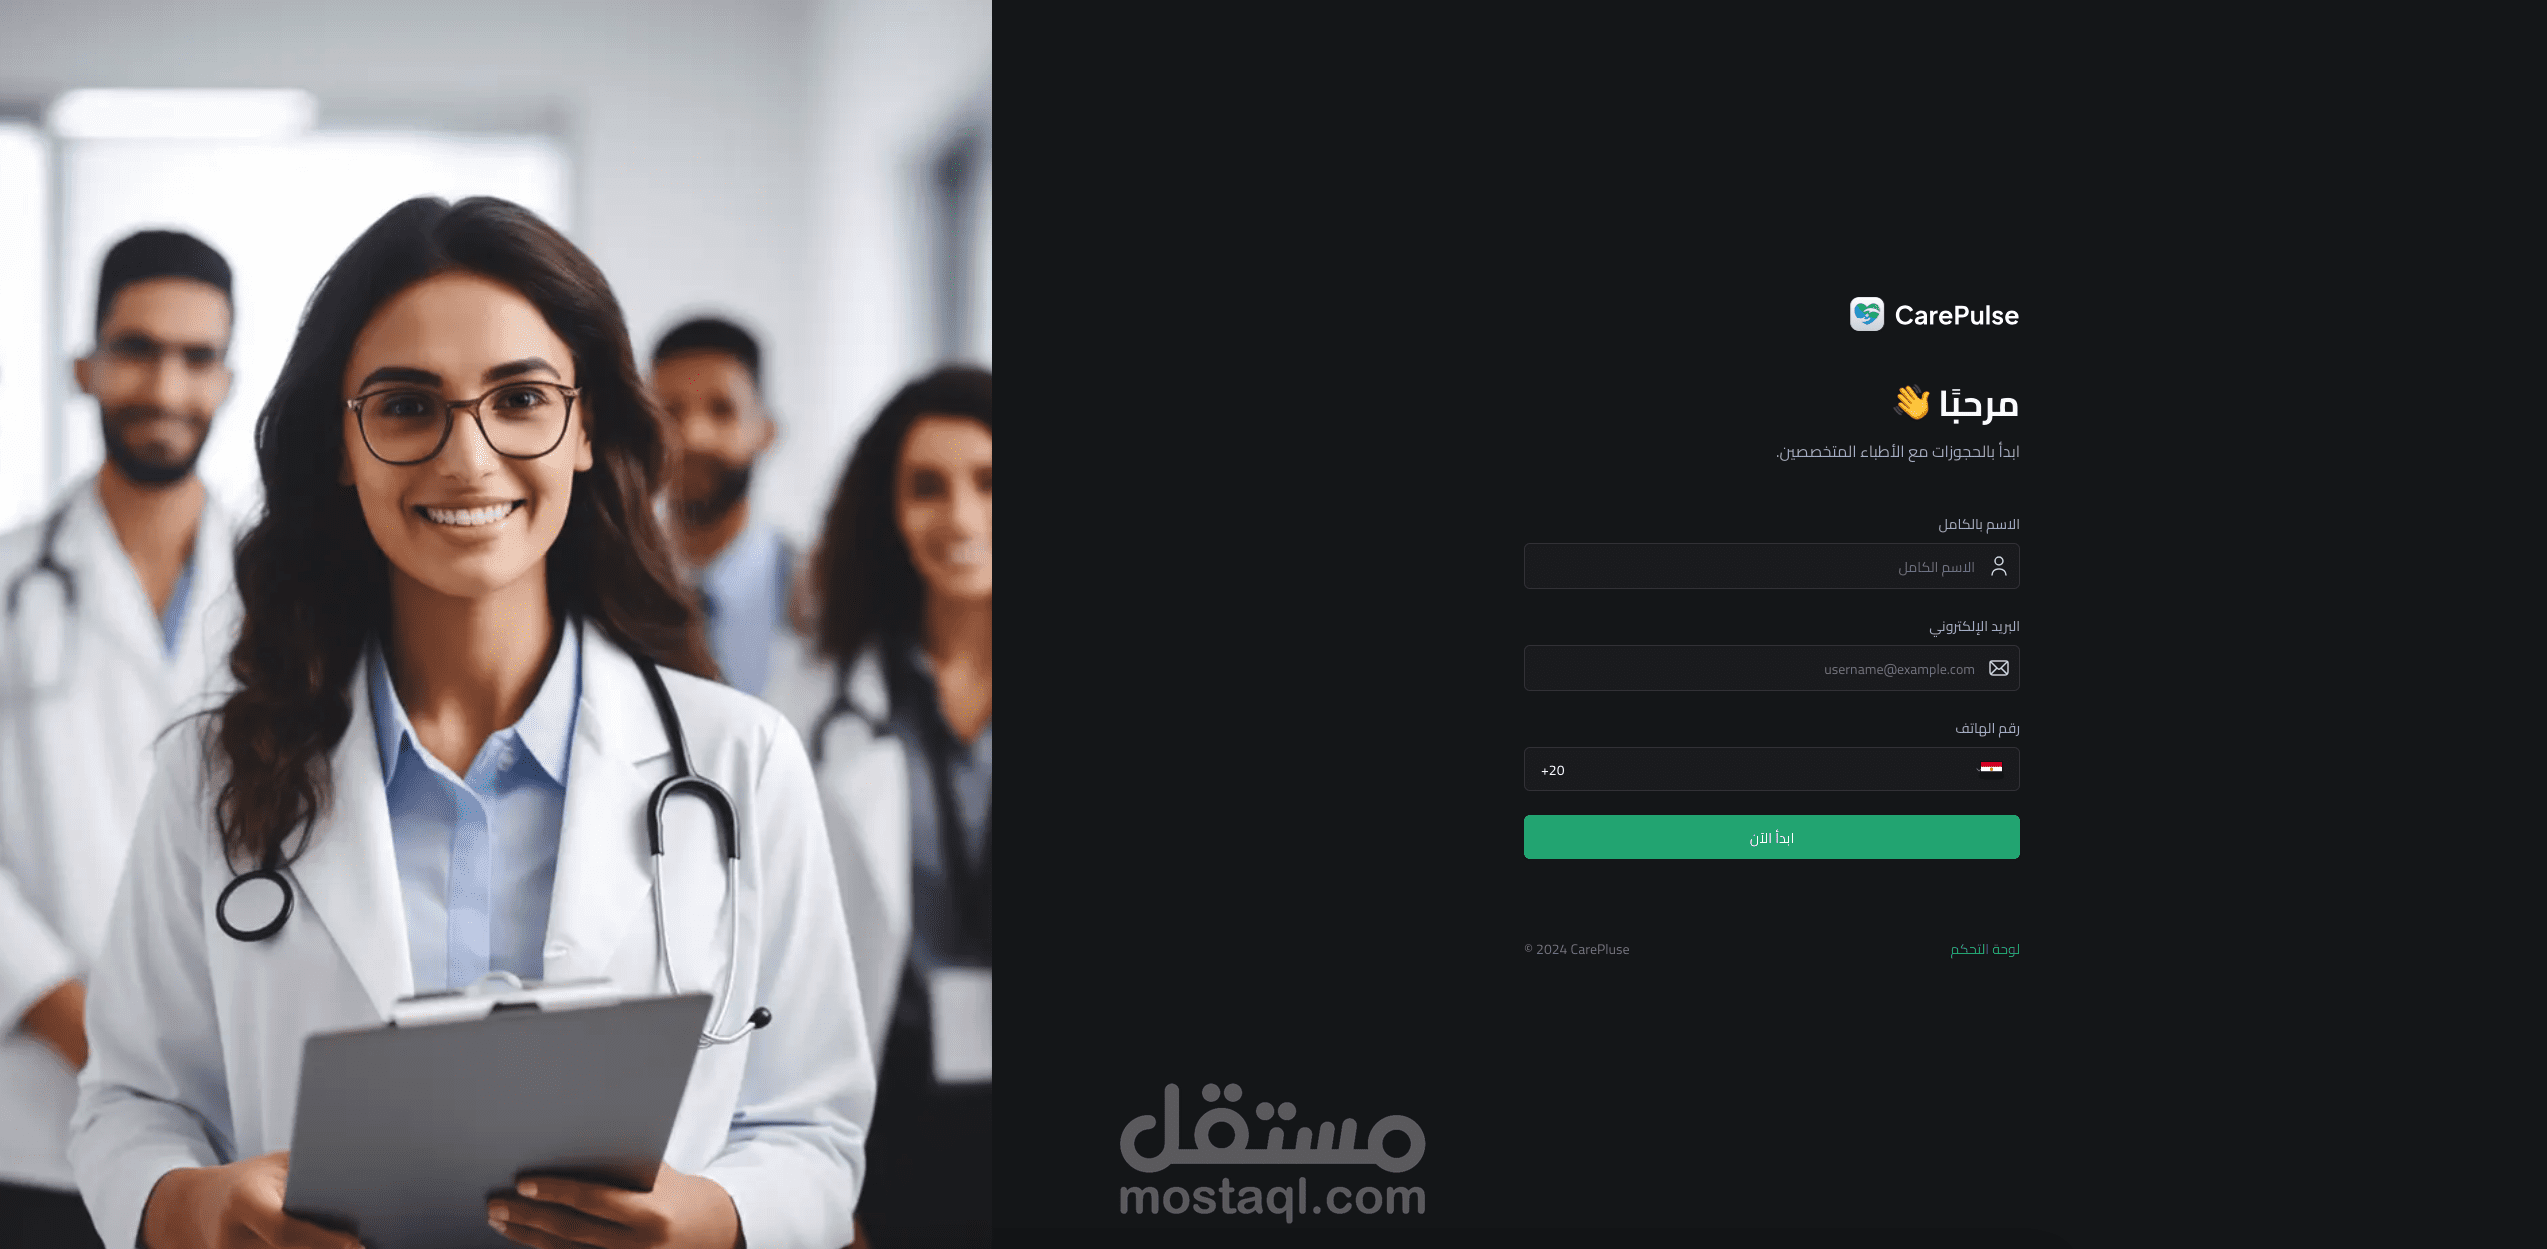 CarePulse
مرحبًا 👋
ابدأ بالحجوزات مع الأطباء المتخصصين.
الاسم بالكامل
الاسم الكامل
البريد الإلكتروني
username@example.com
رقم الهاتف
+20
ابدأ الآن
لوحة التحكم
© 2024 CarePluse
مستقل
mostaql.com